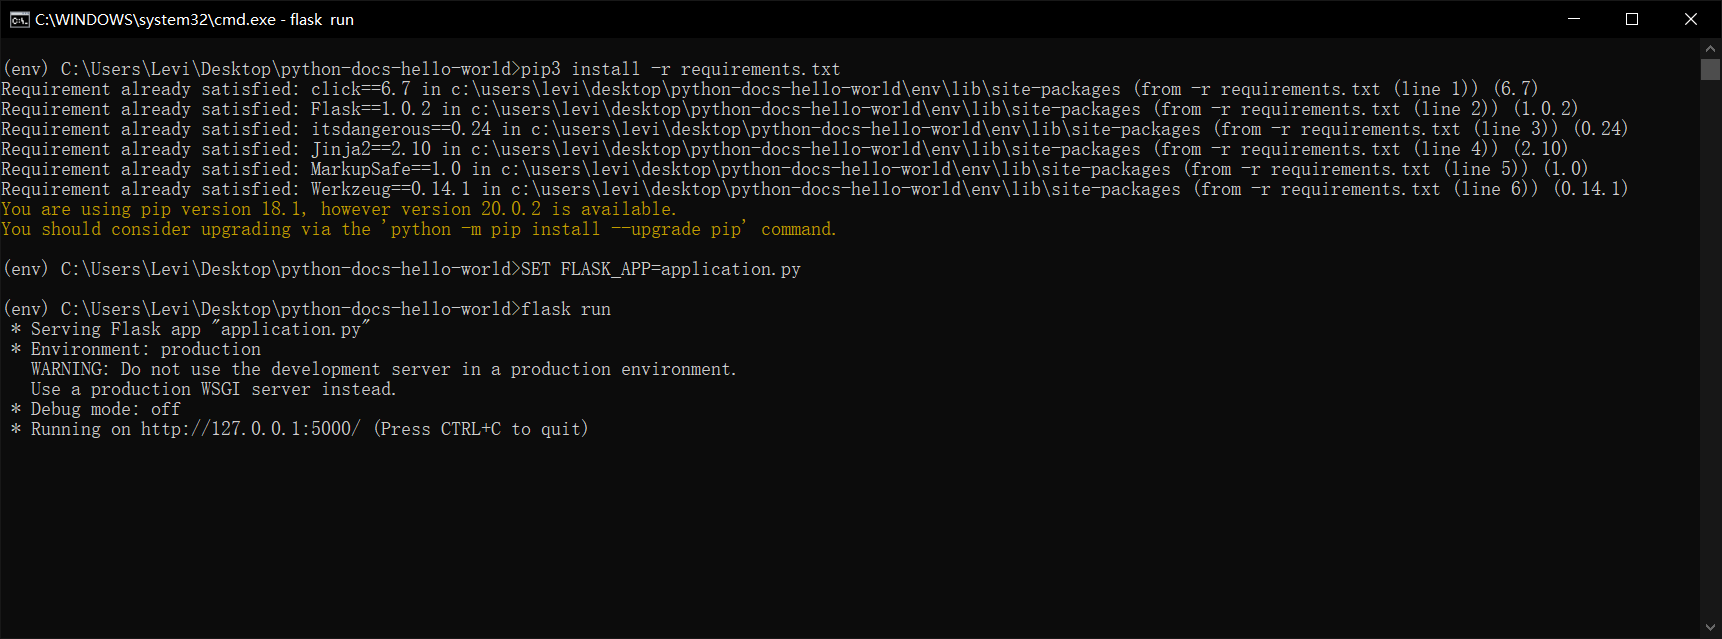 C:\WINDOWS\system32\cmd.exe - flask  run
(env) C:\Users\Levi\Desktop\python-docs-hello-world>pip3 install -r requirements.txt
Requirement already satisfied: click==6.7 in c:\users\levi\desktop\python-docs-hello-world\env\lib\site-packages (from -r requirements.txt (line 1)) (6.7)
Requirement already satisfied: Flask==1.0.2 in c:\users\levi\desktop\python-docs-hello-world\env\lib\site-packages (from -r requirements.txt (line 2)) (1.0.2)
Requirement already satisfied: itsdangerous==0.24 in c:\users\levi\desktop\python-docs-hello-world\env\lib\site-packages (from -r requirements.txt (line 3)) (0.24)
Requirement already satisfied: Jinja2==2.10 in c:\users\levi\desktop\python-docs-hello-world\env\lib\site-packages (from -r requirements.txt (line 4)) (2.10)
Requirement already satisfied: MarkupSafe==1.0 in c:\users\levi\desktop\python-docs-hello-world\env\lib\site-packages (from -r requirements.txt (line 5)) (1.0)
Requirement already satisfied: Werkzeug==0.14.1 in c:\users\levi\desktop\python-docs-hello-world\env\lib\site-packages (from -r requirements.txt (line 6)) (0.14.1)
You are using pip version 18.1, however version 20.0.2 is available.
You should consider upgrading via the 'python -m pip install --upgrade pip' command.
(env) C:\Users\Levi\Desktop\python-docs-hello-world>SET FLASK_APP=application.py
(env) C:\Users\Levi\Desktop\python-docs-hello-world>flask run
 * Serving Flask app "application.py"
 * Environment: production
   WARNING: Do not use the development server in a production environment.
   Use a production WSGI server instead.
 * Debug mode: off
 * Running on http://127.0.0.1:5000/ (Press CTRL+C to quit)